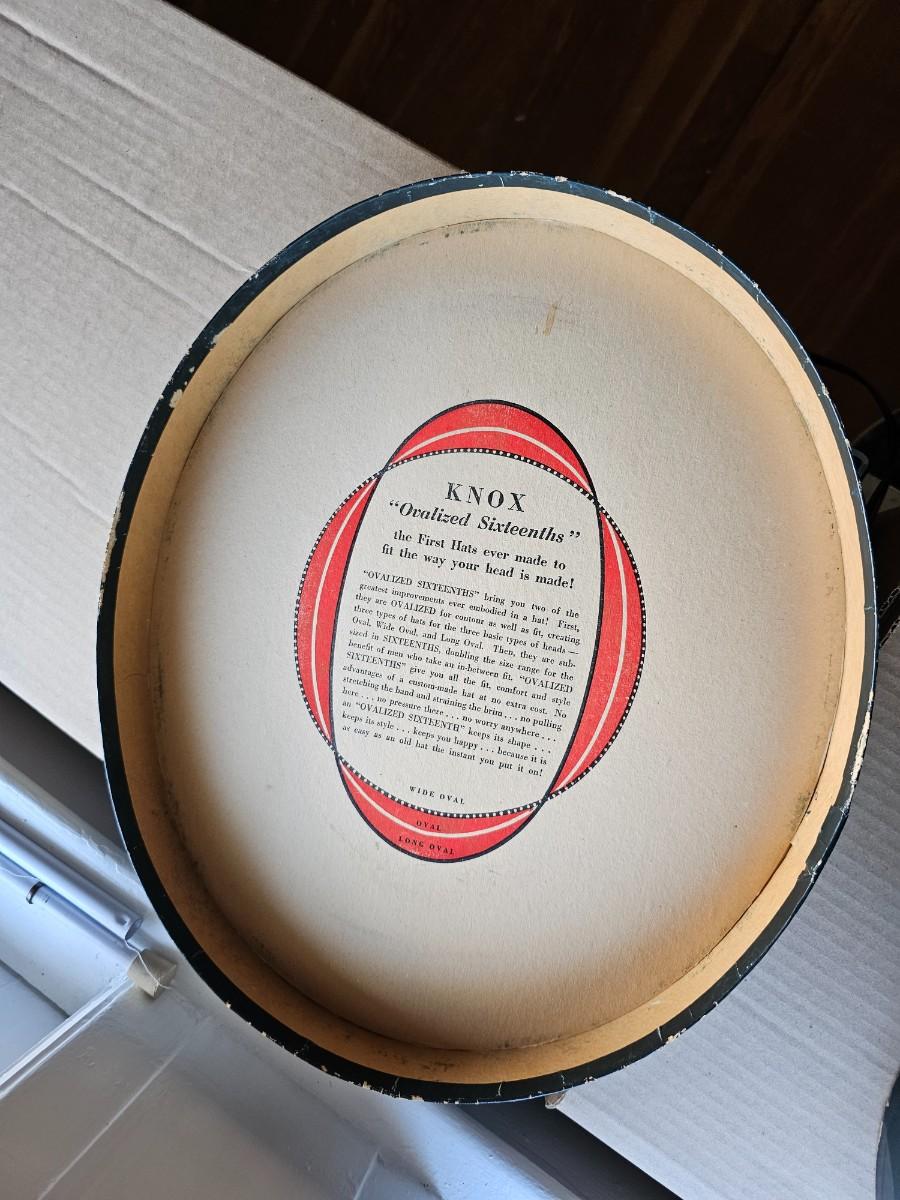 KNOX
"Ovalized Sixteenths"
the First Hats ever made to
fit the way your head is made!
"OVALIZED SIXTEENTHS" bring you two of the
greatest improvements ever embodied in a hat! First,
they are OVALIZED for contour as well as fit, creating
three types of hats for the three basic types of heads —
Oval, Wide Oval, and Long Oval. Then, they are sub-
sized in SIXTEENTHS, doubling the size range for the
benefit of men who take an in-between fit. "OVALIZED
SIXTEENTHS" give you all the fit, comfort and style
advantages of a custom-made hat at no extra cost. No
stretching the band and straining the brim . . . no pulling
here . . . no pressure there . . . no worry anywhere . . .
an "OVALIZED SIXTEENTH" keeps its shape . . .
keeps its style . . . keeps you happy . . . because it is
as easy as an old hat the instant you put it on!
WIDE OVAL
OVAL
LONG OVAL